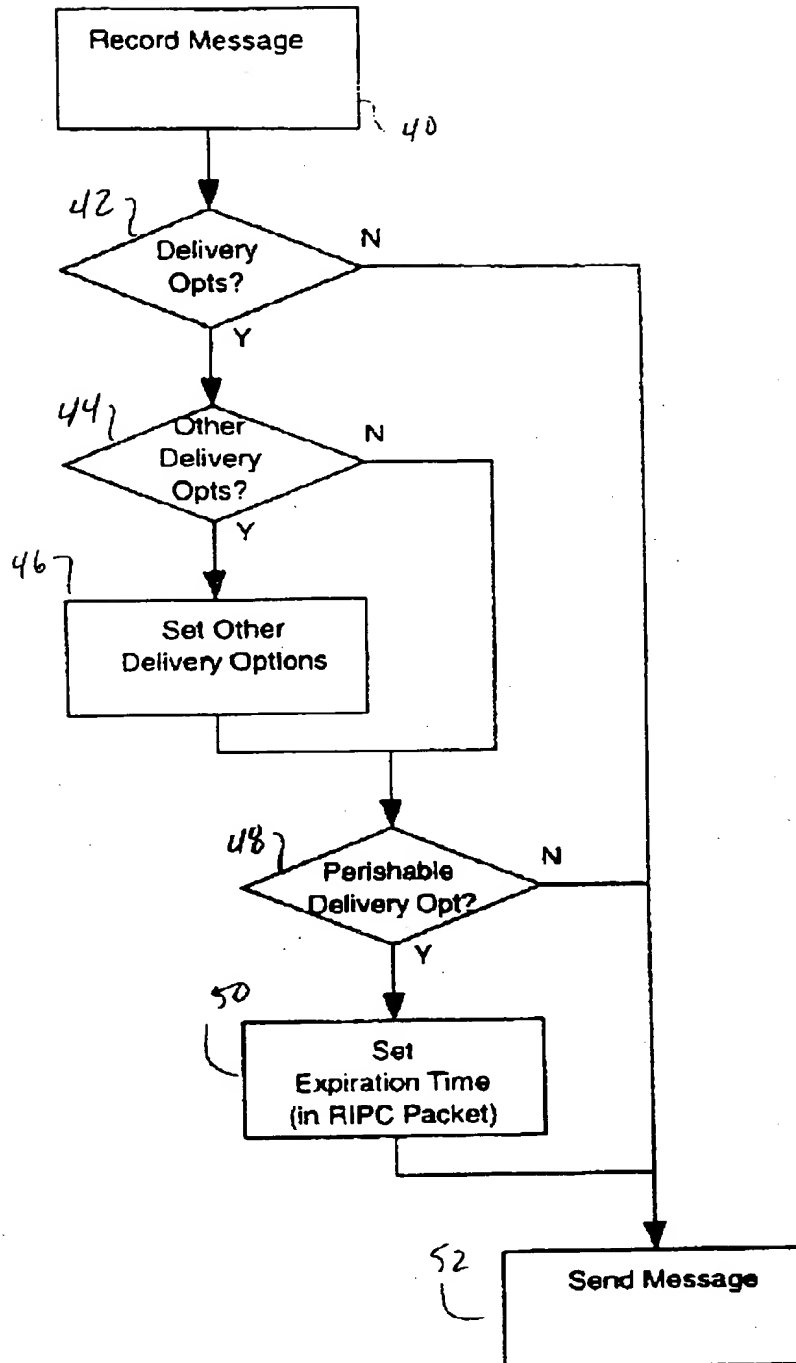 Record Message
40
42
Delivery
Opts?
N
Y
44
Other
Delivery
Opts?
N
Y
46
Set Other
Delivery Options
48
Perishable
Delivery Opt?
N
Y
50
Set
Expiration Time
(in RIPC Packet)
52
Send Message